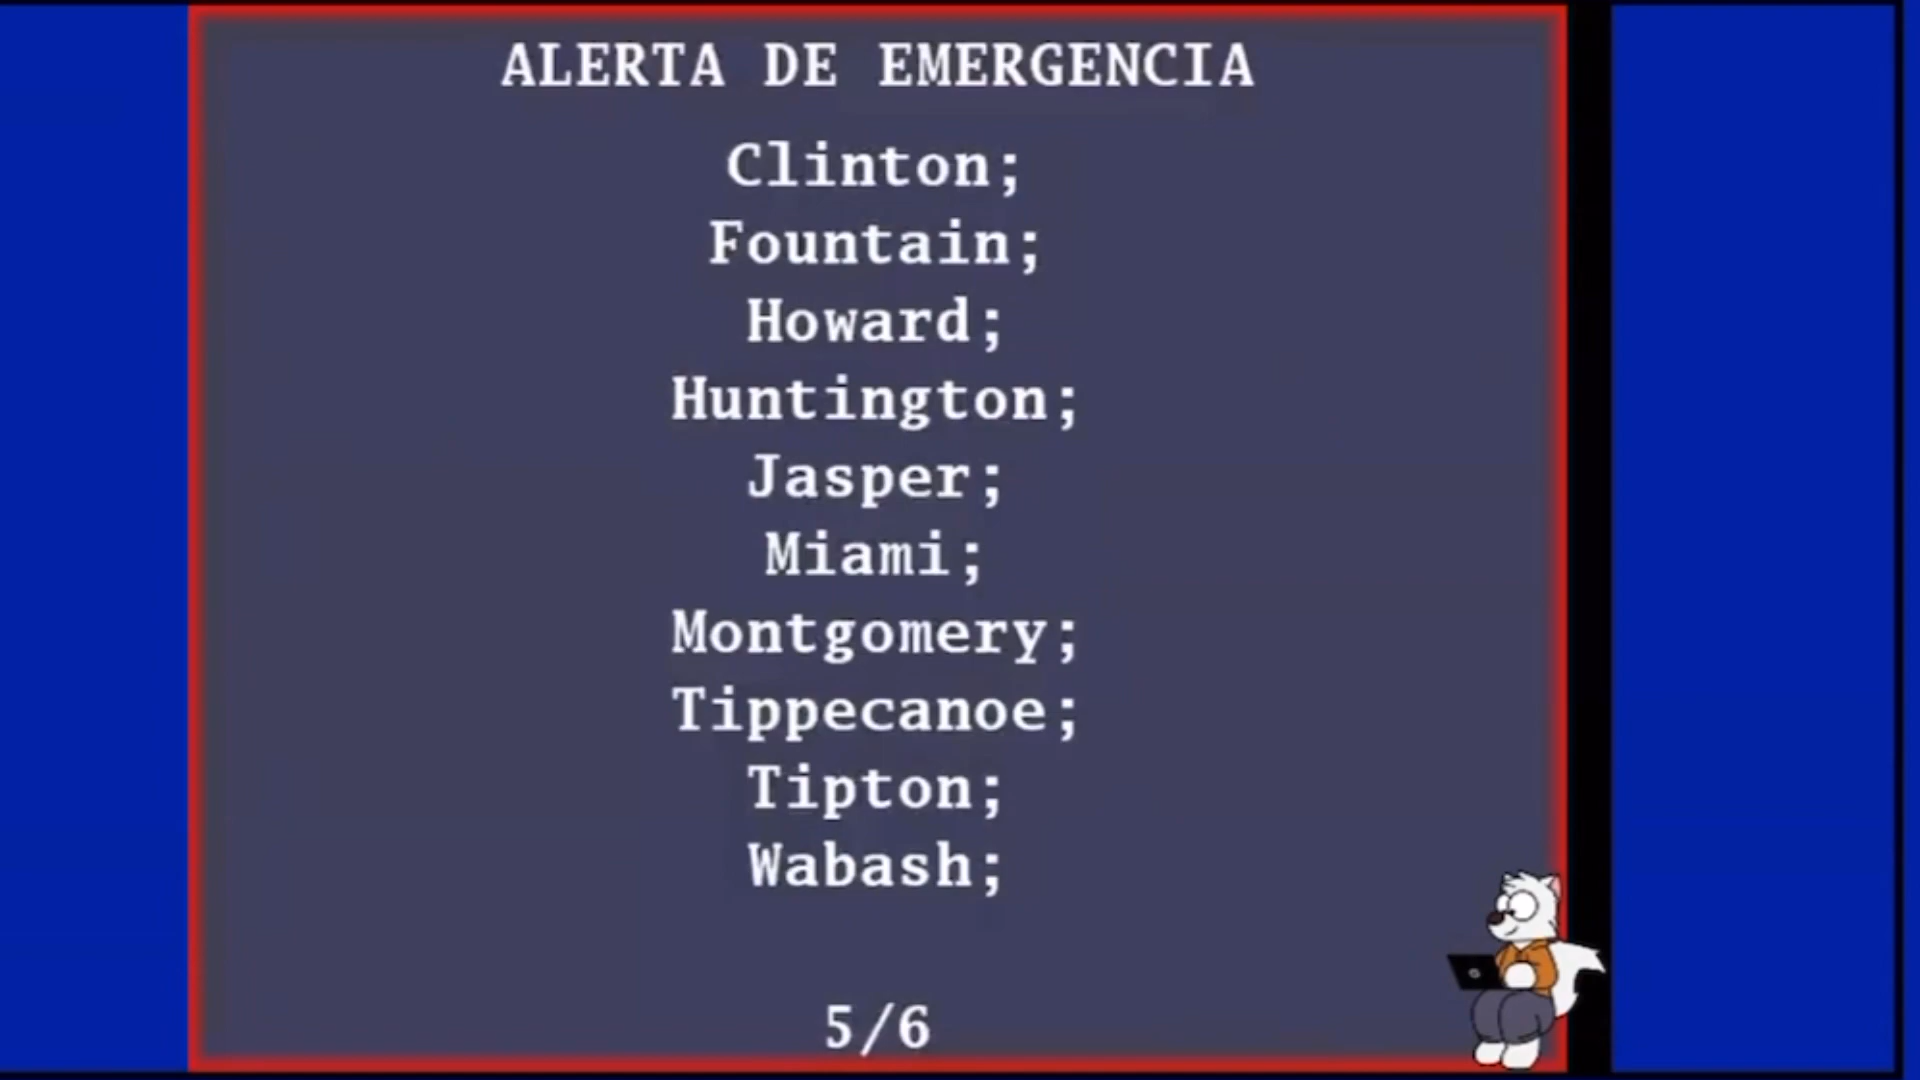 ALERTA DE EMERGENCIA
Clinton;
Fountain;
Howard;
Huntington;
Jasper;
Miami;
Montgomery;
Tippecanoe;
Tipton;
Wabash;
5/6